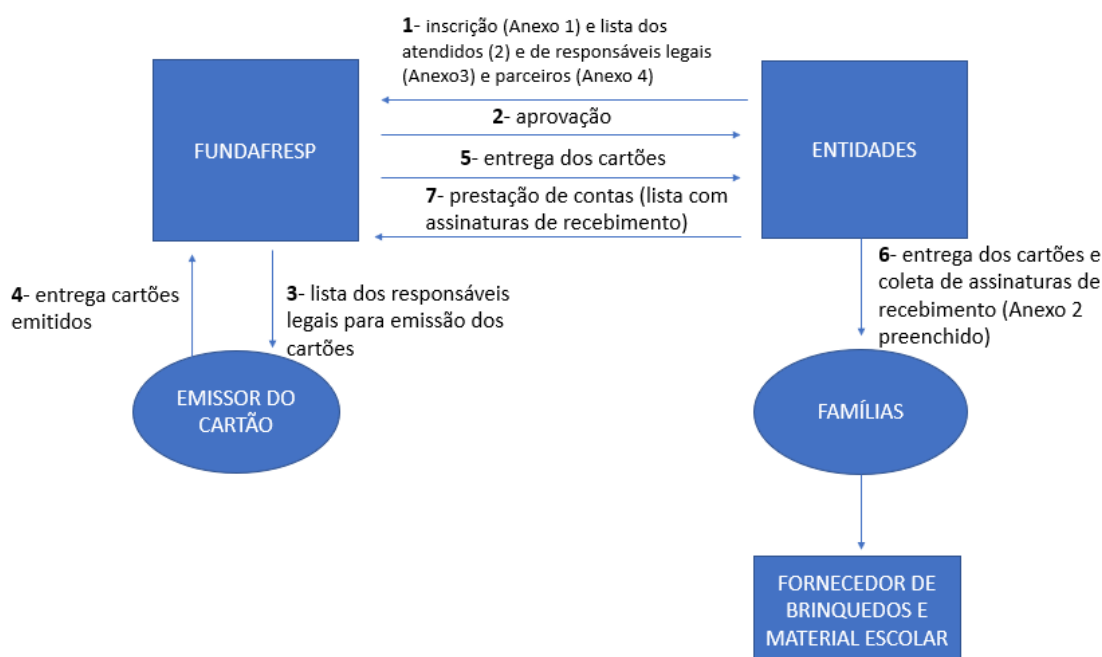 1- inscrição (Anexo 1) e lista dos
atendidos (2) e de responsáveis legais
(Anexo3) e parceiros (Anexo 4)
FUNDAFRESP
ENTIDADES
2- aprovação
5- entrega dos cartões
7- prestação de contas (lista com
assinaturas de recebimento)
4- entrega cartões
emitidos
3- lista dos responsáveis
legais para emissão dos
cartões
6- entrega dos cartões e
coleta de assinaturas de
recebimento (Anexo 2
preenchido)
EMISSOR DO
CARTÃO
FAMÍLIAS
FORNECEDOR DE
BRINQUEDOS E
MATERIAL ESCOLAR